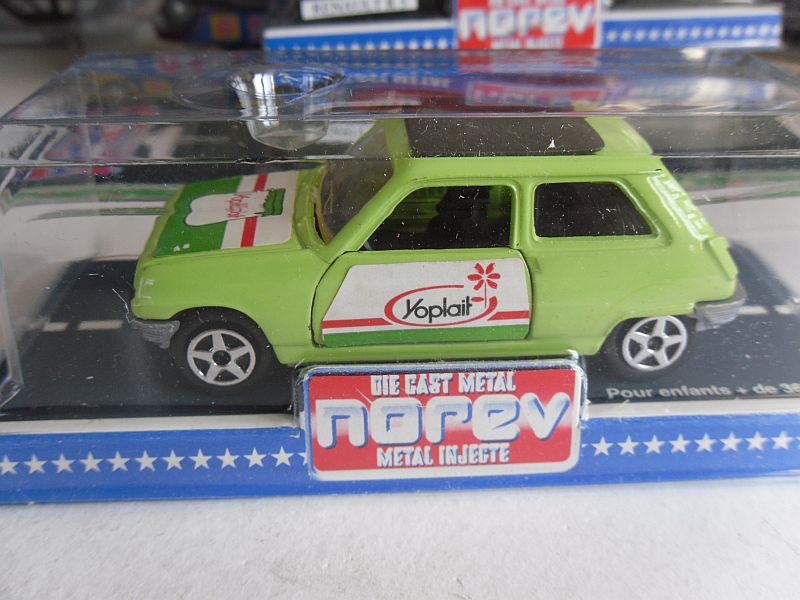 norev
DIE CAST METAL
norev
METAL INJECTE
Yoplait
Yoplait
Pour enfants + de 36